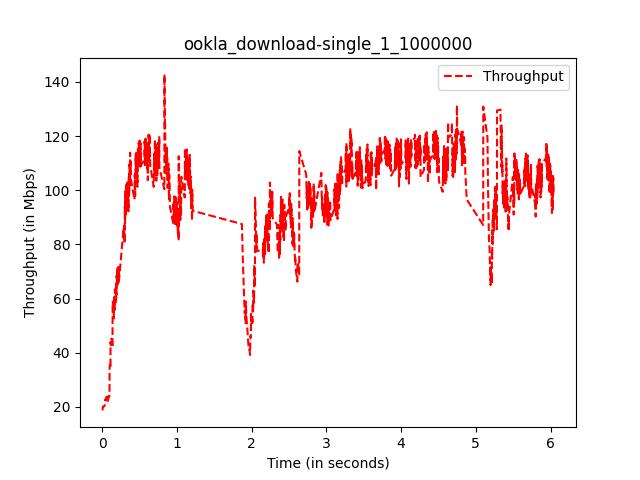 ookla_download-single_1_1000000
Throughput
Throughput (in Mbps)
140
120
100
80
60
40
20
0 1 2 3 4 5 6
Time (in seconds)